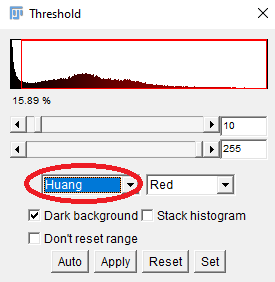 Threshold
15.89 %
10
255
Huang Red
Dark background Stack histogram
Don't reset range
Auto Apply Reset Set